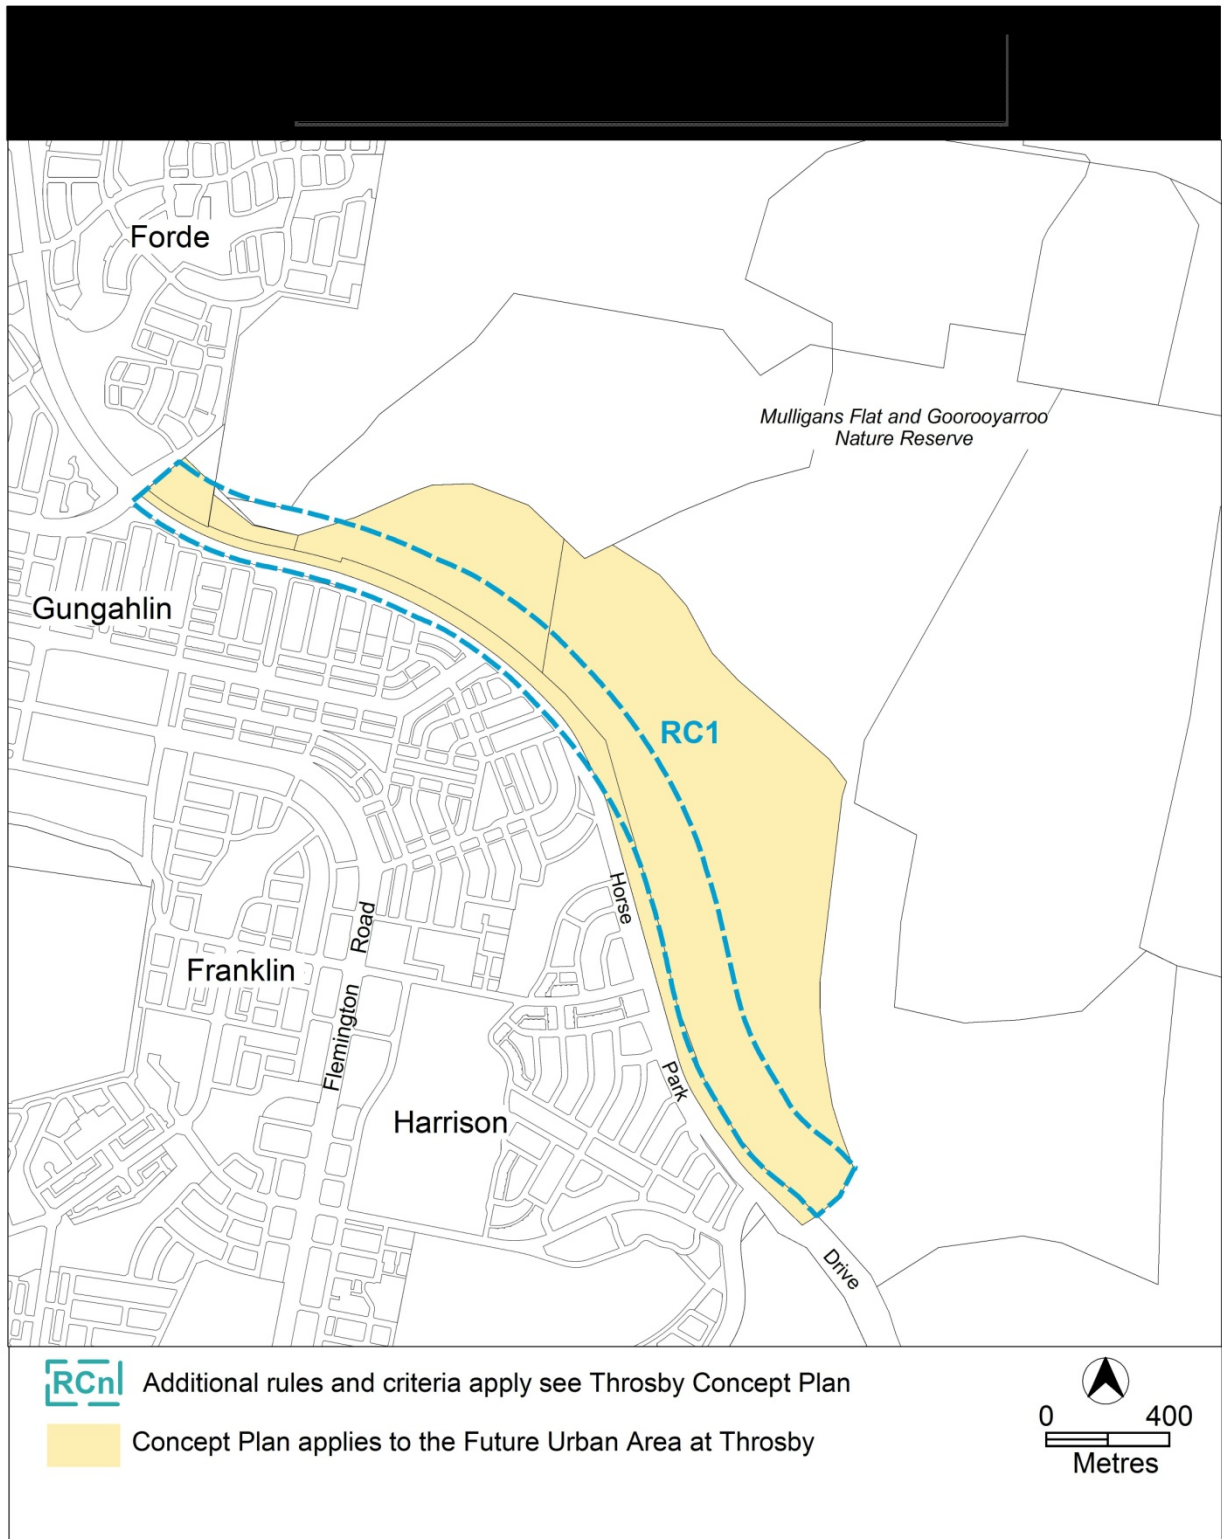 Forde
Mulligans Flat and Goorooyarroo
Nature Reserve
Gungahlin
RC1
Horse
Road
Franklin
Flemington
Park
Harrison
Drive
RCn Additional rules and criteria apply see Throsby Concept Plan
Concept Plan applies to the Future Urban Area at Throsby
0 400
Metres